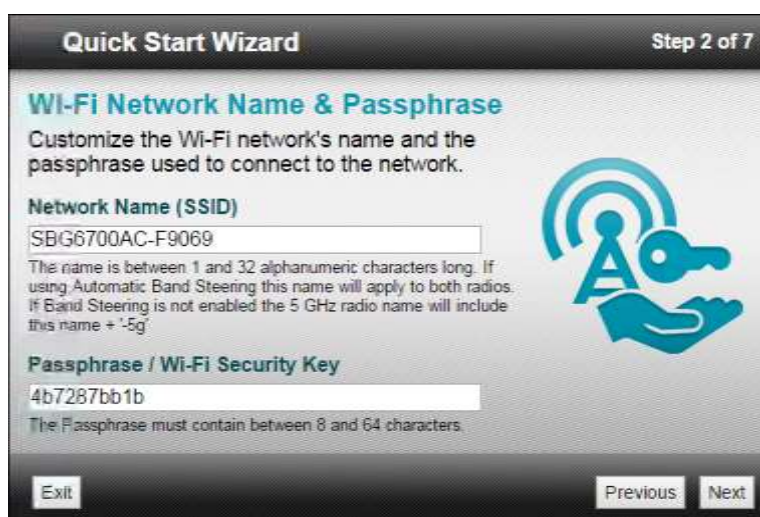 Quick Start Wizard
Step 2 of 7
Wi-Fi Network Name & Passphrase
Customize the Wi-Fi network's name and the
passphrase used to connect to the network.
Network Name (SSID)
SBG6700AC-F9069
The name is between 1 and 32 alphanumeric characters long. If
using Automatic Band Steering this name will apply to both radios.
If Band Steering is not enabled the 5 GHz radio name will include
this name + '-5g'
Passphrase / Wi-Fi Security Key
4b7287bb1b
The Passphrase must contain between 8 and 64 characters.
Exit
Previous
Next